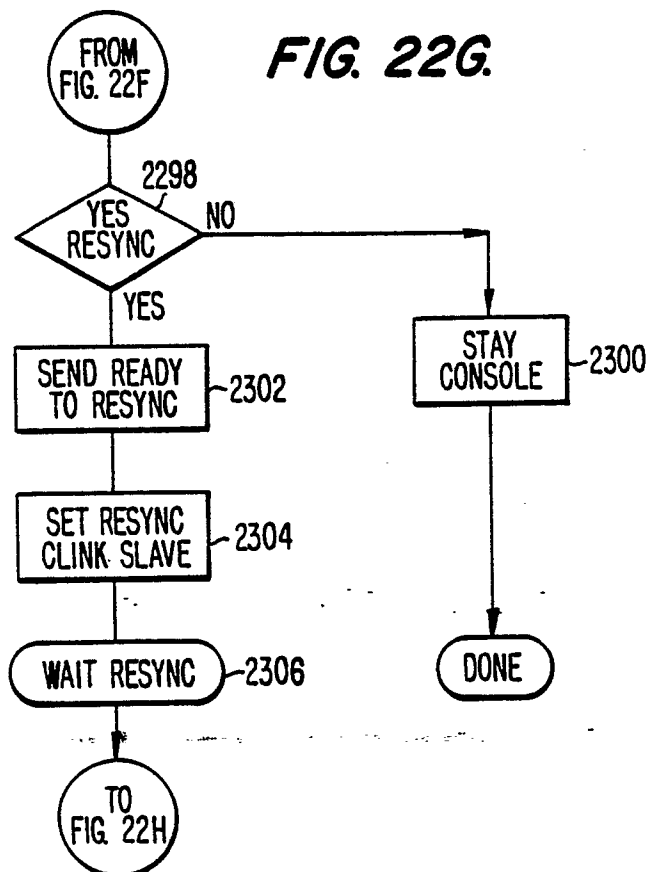 FROM
FIG. 22F
FIG. 22G.
2298
YES
RESYNC
NO
YES
SEND READY
TO RESYNC
2302
STAY
CONSOLE
2300
SET RESYNC
CLINK SLAVE
2304
WAIT RESYNC
2306
DONE
TO
FIG. 22H